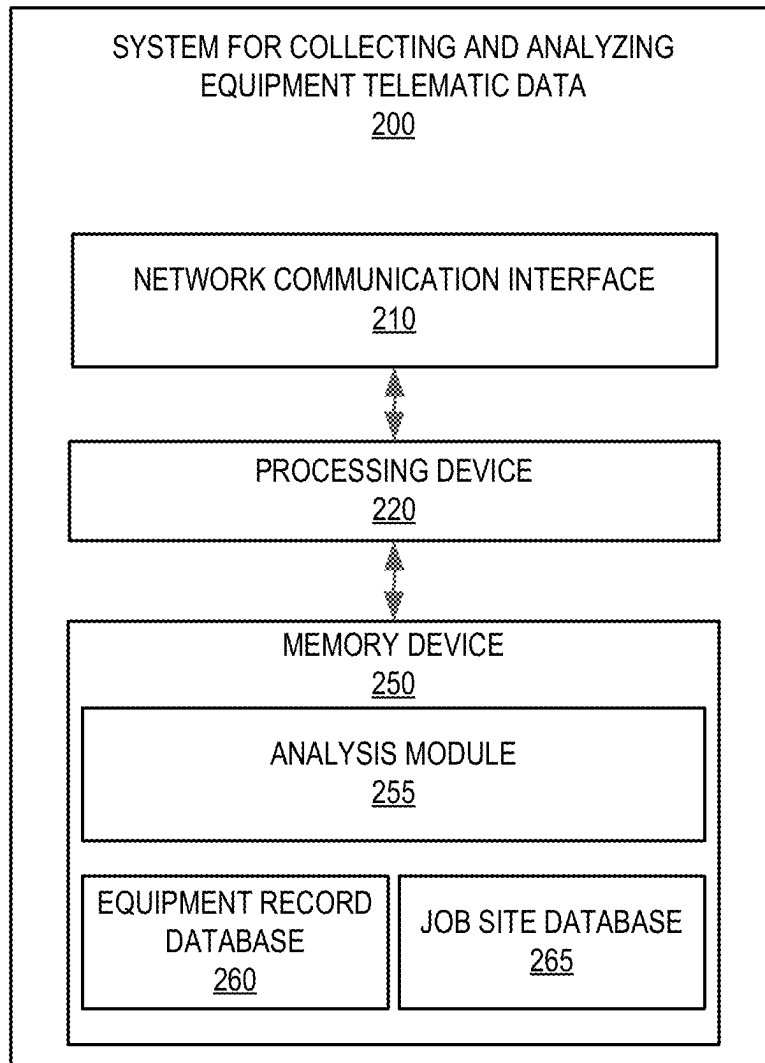 SYSTEM FOR COLLECTING AND ANALYZING
EQUIPMENT TELEMATIC DATA
200
NETWORK COMMUNICATION INTERFACE
210
PROCESSING DEVICE
220
MEMORY DEVICE
250
ANALYSIS MODULE
255
EQUIPMENT RECORD
DATABASE
260
JOB SITE DATABASE
265